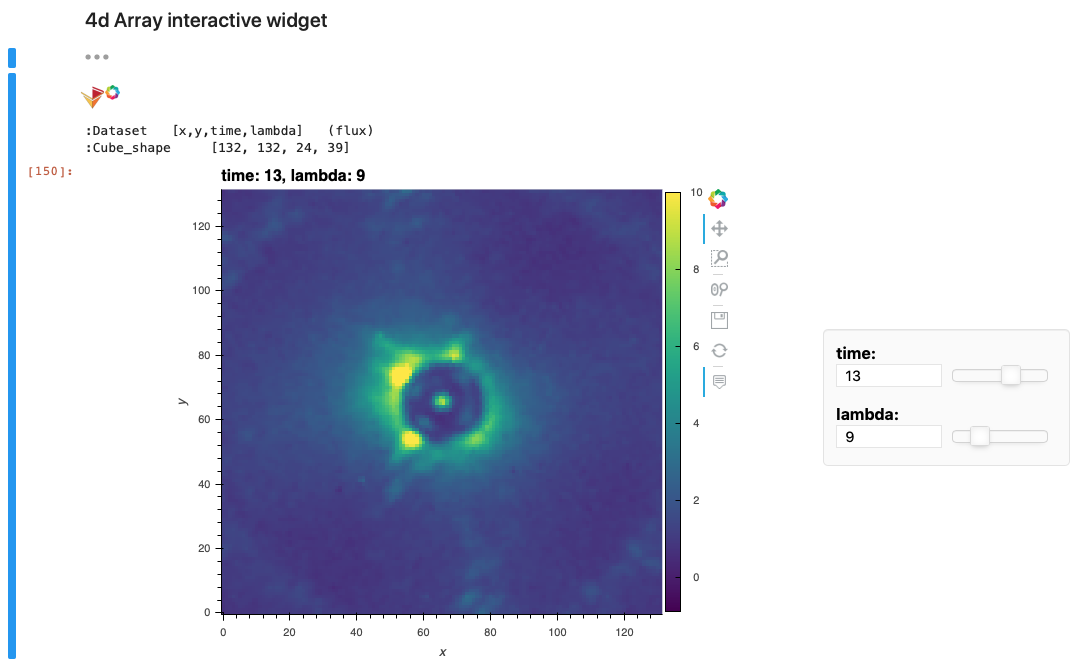 4d Array interactive widget
:Dataset   [x,y,time,lambda]   (flux)
:Cube_shape     [132, 132, 24, 39]
[150]:
time: 13, lambda: 9
10
8
6
4
2
0
120
100
80
60
40
20
0
y
0 20 40 60 80 100 120
x
time:
13
lambda:
9